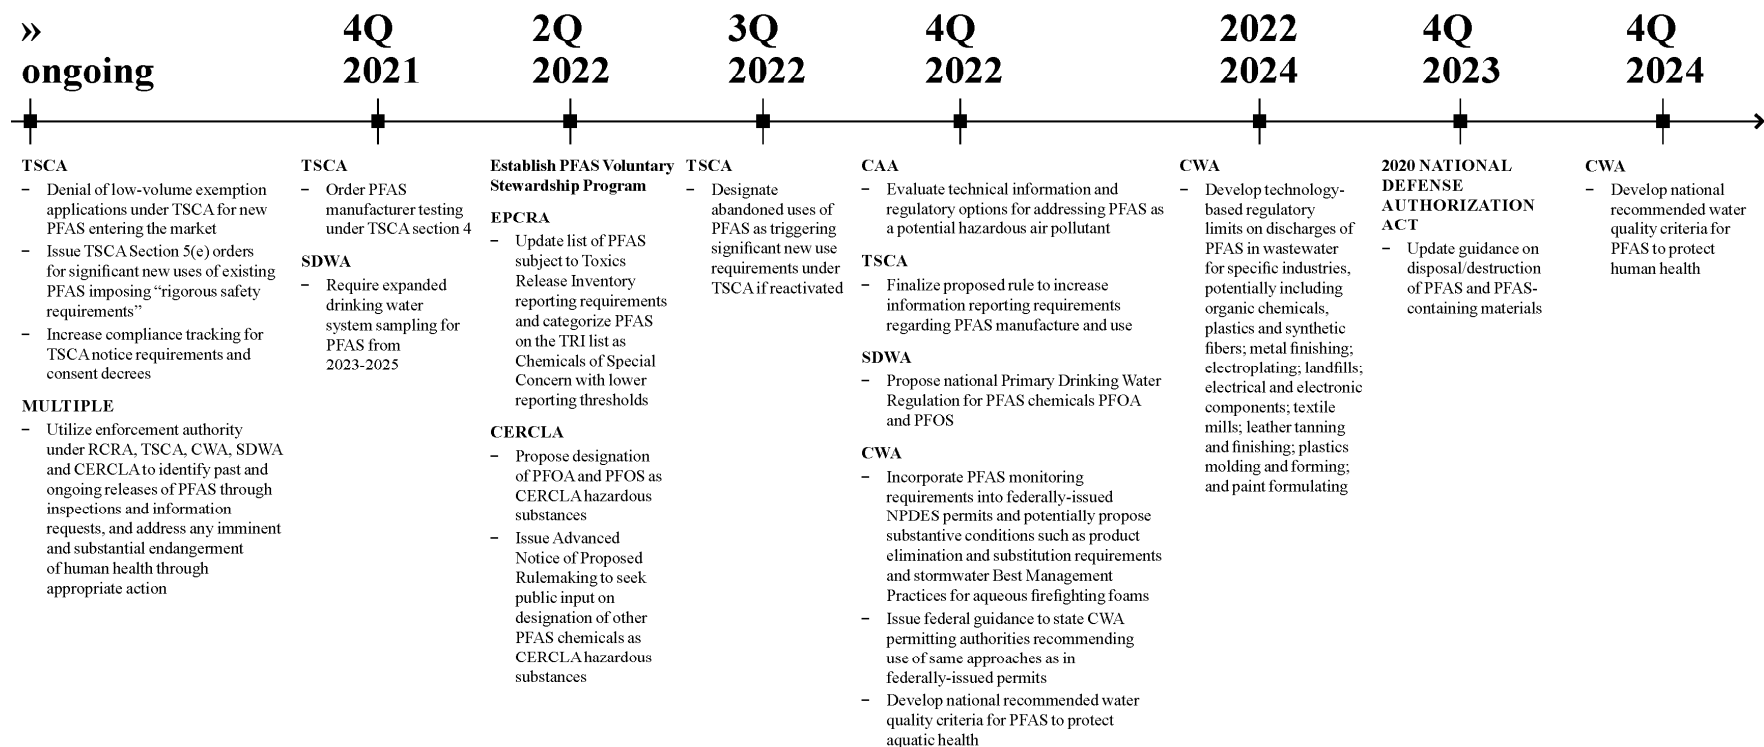 »
ongoing
TSCA
– Denial of low-volume exemption
applications under TSCA for new
PFAS entering the market
– Issue TSCA Section 5(e) orders
for significant new uses of existing
PFAS imposing “rigorous safety
requirements”
– Increase compliance tracking for
TSCA notice requirements and
consent decrees
MULTIPLE
– Utilize enforcement authority
under RCRA, TSCA, CWA, SDWA
and CERCLA to identify past and
ongoing releases of PFAS through
inspections and information
requests, and address any imminent
and substantial endangerment
of human health through
appropriate action
4Q
2021
TSCA
– Order PFAS
manufacturer testing
under TSCA section 4
SDWA
– Require expanded
drinking water
system sampling for
PFAS from
2023-2025
2Q
2022
Establish PFAS Voluntary
Stewardship Program
EPCRA
– Update list of PFAS
subject to Toxics
Release Inventory
reporting requirements
and categorize PFAS
on the TRI list as
Chemicals of Special
Concern with lower
reporting thresholds
CERCLA
– Propose designation
of PFOA and PFOS as
CERCLA hazardous
substances
– Issue Advanced
Notice of Proposed
Rulemaking to seek
public input on
designation of other
PFAS chemicals as
CERCLA hazardous
substances
3Q
2022
TSCA
– Designate
abandoned uses of
PFAS as triggering
significant new use
requirements under
TSCA if reactivated
4Q
2022
CAA
– Evaluate technical information and
regulatory options for addressing PFAS as
a potential hazardous air pollutant
TSCA
– Finalize proposed rule to increase
information reporting requirements
regarding PFAS manufacture and use
SDWA
– Propose national Primary Drinking Water
Regulation for PFAS chemicals PFOA
and PFOS
CWA
– Incorporate PFAS monitoring
requirements into federally-issued
NPDES permits and potentially propose
substantive conditions such as product
elimination and substitution requirements
and stormwater Best Management
Practices for aqueous firefighting foams
– Issue federal guidance to state CWA
permitting authorities recommending
use of same approaches as in
federally-issued permits
– Develop national recommended water
quality criteria for PFAS to protect
aquatic health
2022
2024
CWA
– Develop technology-
based regulatory
limits on discharges of
PFAS in wastewater
for specific industries,
potentially including
organic chemicals,
plastics and synthetic
fibers; metal finishing;
electroplating; landfills;
electrical and electronic
components; textile
mills; leather tanning
and finishing; plastics
molding and forming;
and paint formulating
4Q
2023
2020 NATIONAL
DEFENSE
AUTHORIZATION
ACT
– Update guidance on
disposal/destruction
of PFAS and PFAS-
containing materials
4Q
2024
CWA
– Develop national
recommended water
quality criteria for
PFAS to protect
human health